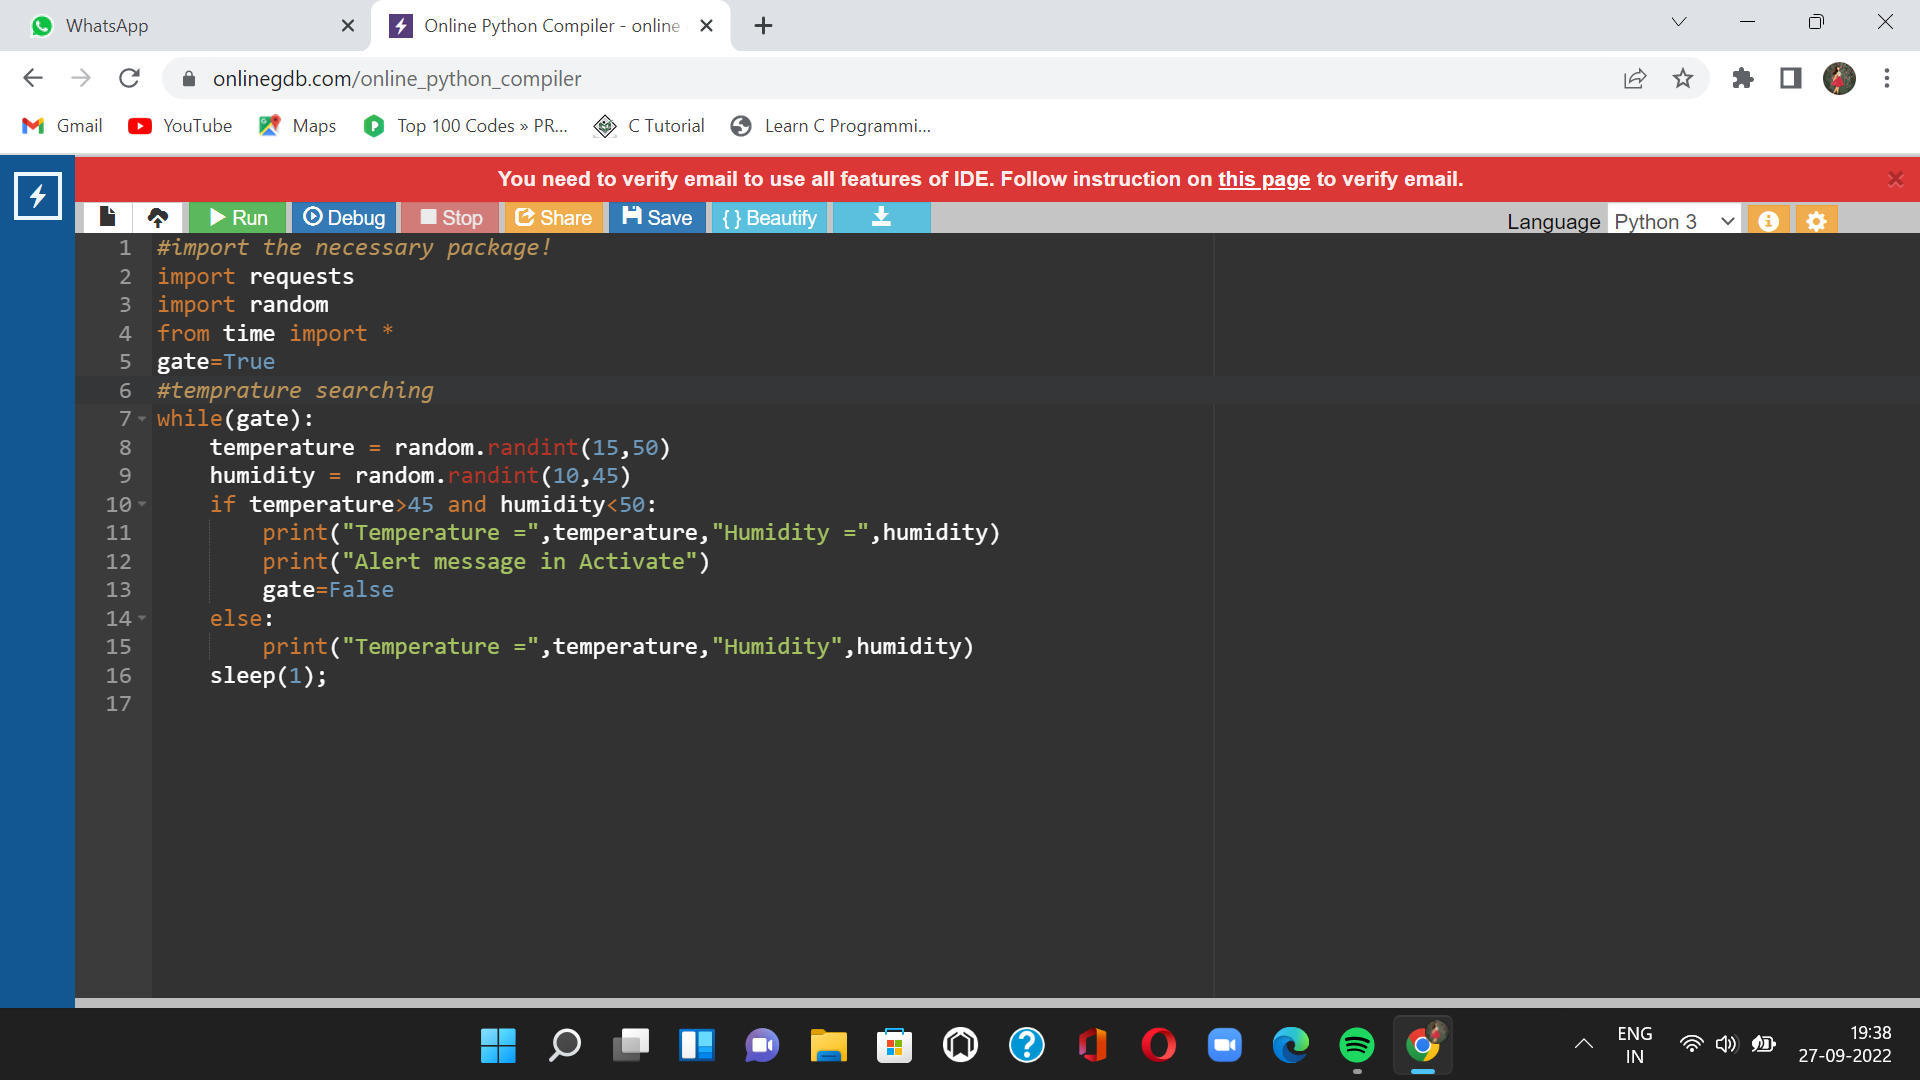 WhatsApp
Online Python Compiler - online
onlinegdb.com/online_python_compiler
Gmail
YouTube
Maps
Top 100 Codes » PR...
C Tutorial
Learn C Programmi...
You need to verify email to use all features of IDE. Follow instruction on this page to verify email.
Run
Debug
Stop
Share
Save
{ } Beautify
Language
Python 3
1 #import the necessary package!
2 import requests
3 import random
4 from time import *
5 gate=True
6 #temprature searching
7 while(gate):
8 temperature = random.randint(15,50)
9 humidity = random.randint(10,45)
10 if temperature>45 and humidity<50:
11 print("Temperature =",temperature,"Humidity =",humidity)
12 print("Alert message in Activate")
13 gate=False
14 else:
15 print("Temperature =",temperature,"Humidity",humidity)
16 sleep(1);
17
ENG
IN
19:38
27-09-2022